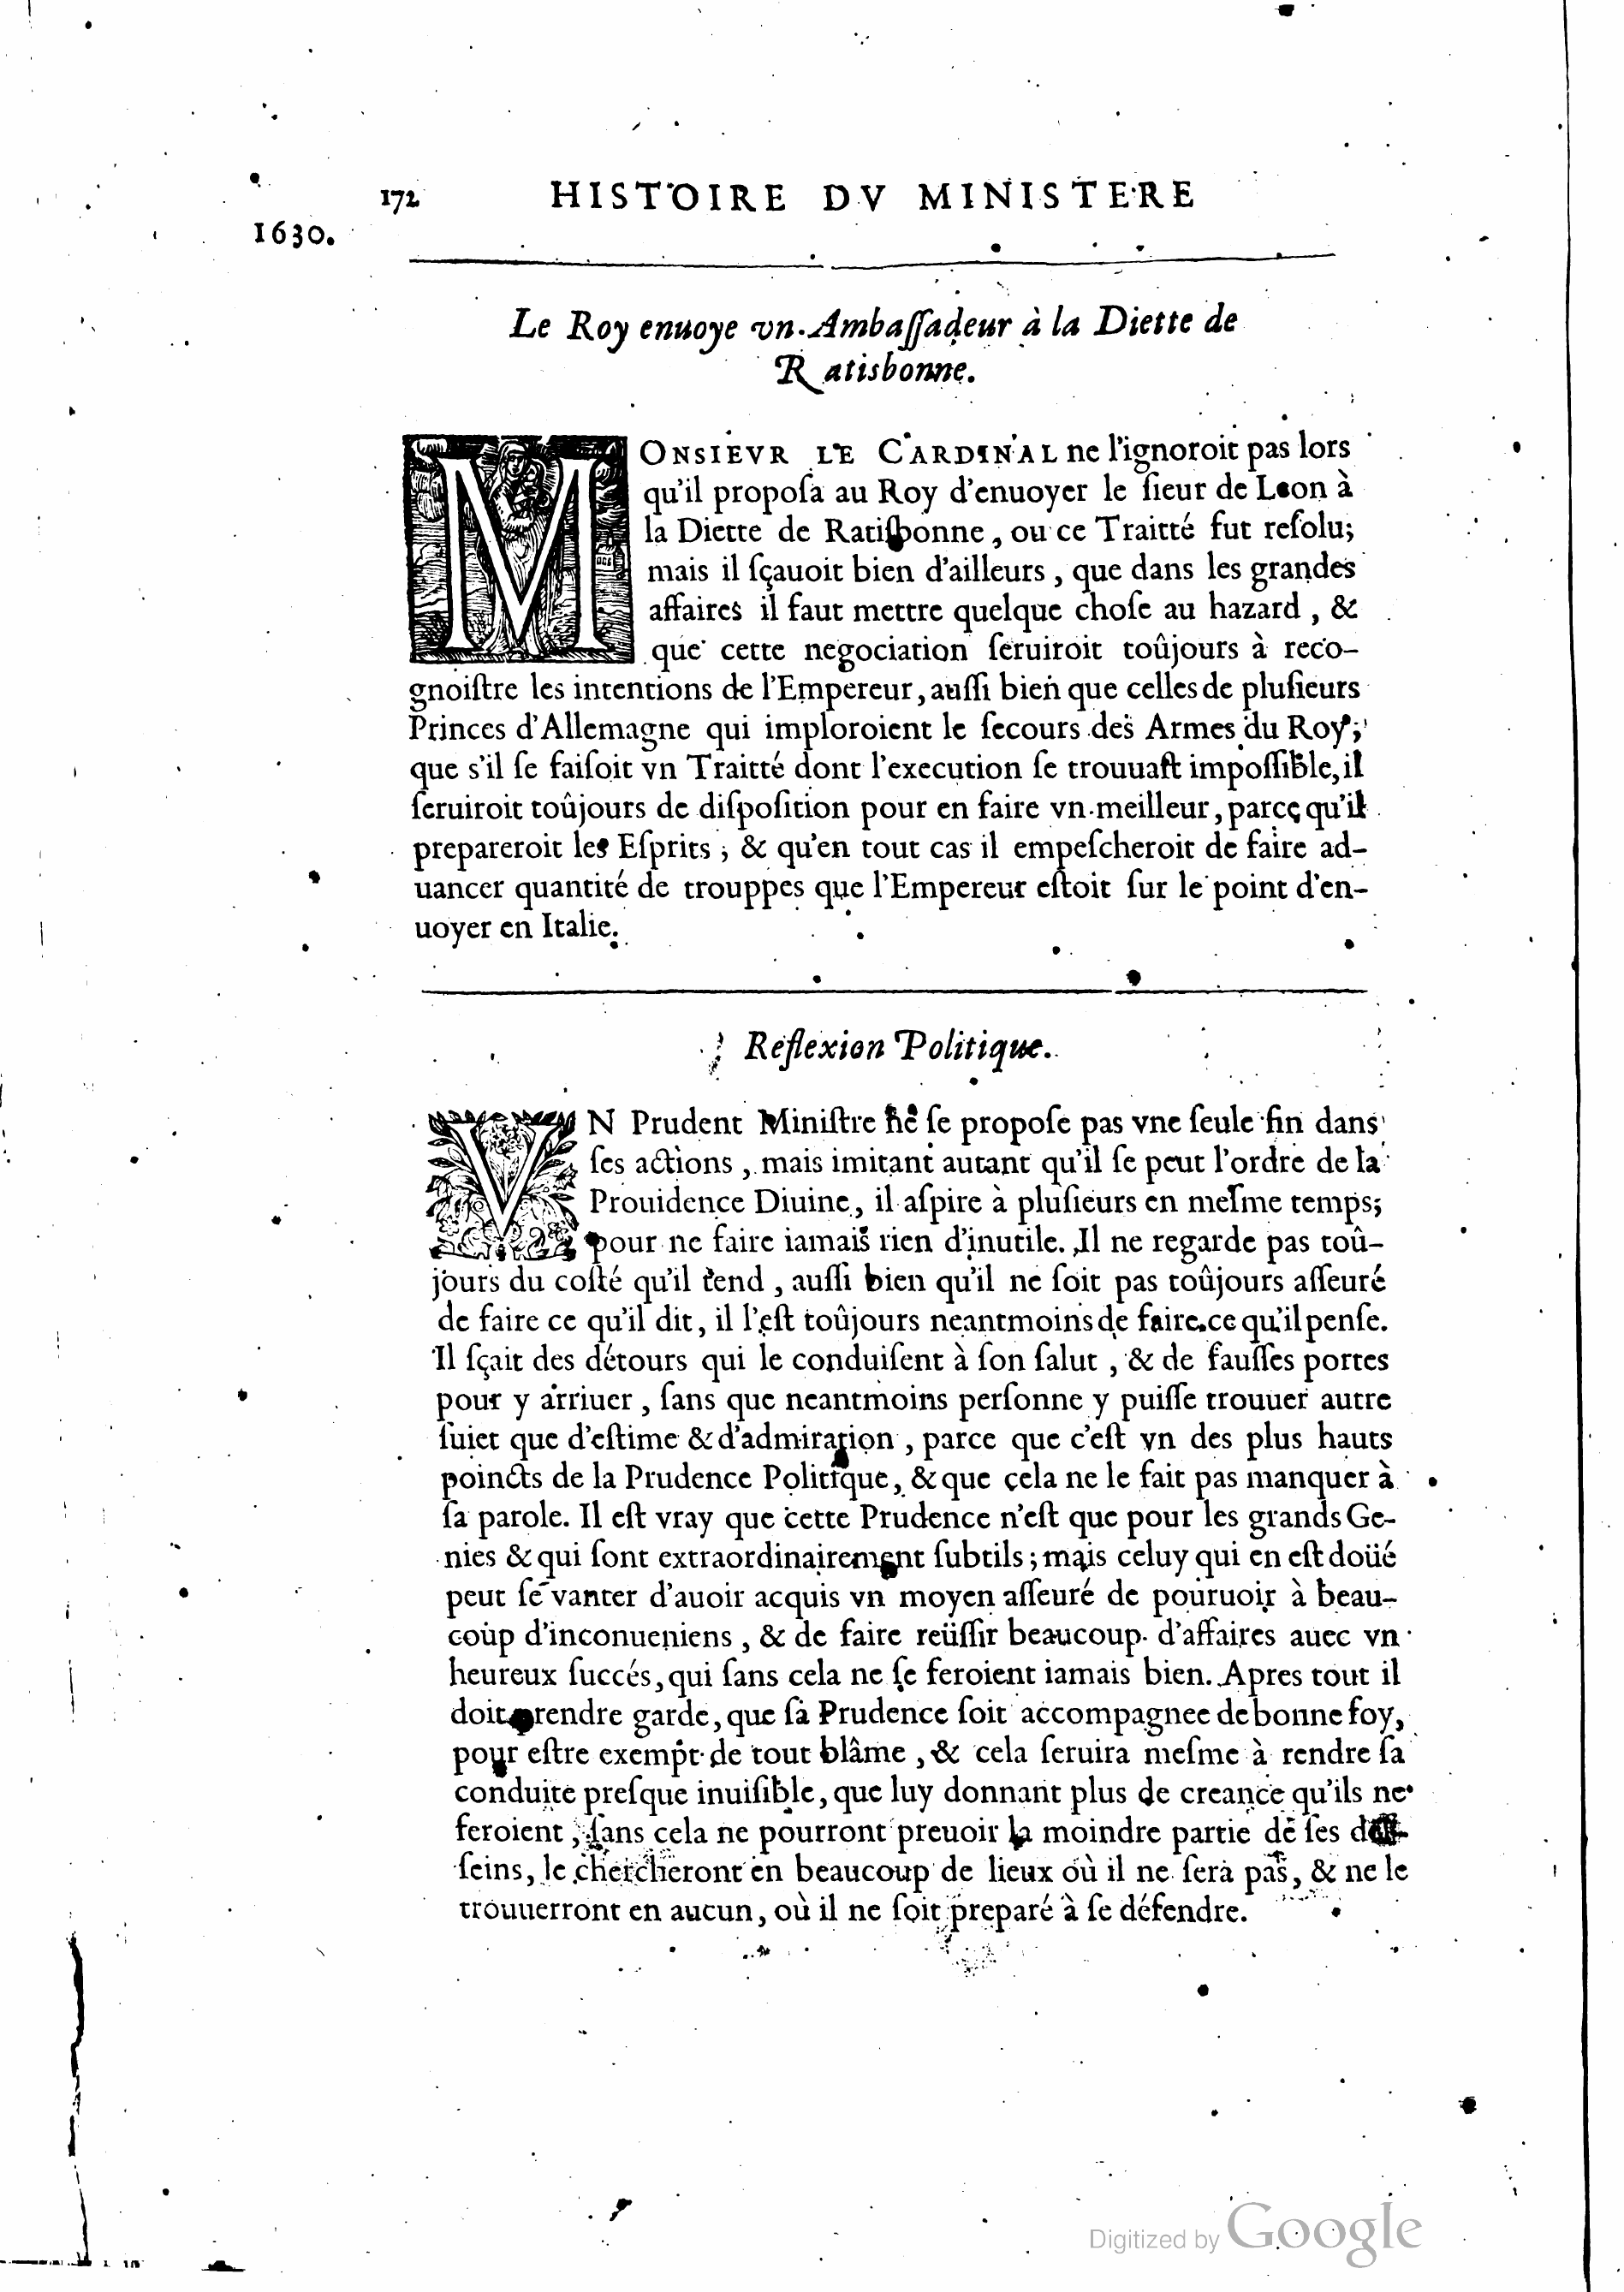 172 HISTOIRE DV MINISTERE
1630.
Le Roy enuoye vn Ambaſſadeur à la Diette de
Ratisbonne.
MONSIEVR LE CARDINAL ne l'ignoroit pas lors
qu'il propoſa au Roy d'enuoyer le ſieur de Leon à
la Diette de Ratiſbonne, ou ce Traitté fut reſolu;
mais il ſçauoit bien d'ailleurs, que dans les grandes
affaires il faut mettre quelque choſe au hazard, &
que cette negociation ſeruiroit toûjours à reco-
gnoiſtre les intentions de l'Empereur, auſſi bien que celles de pluſieurs
Princes d'Allemagne qui imploroient le ſecours des Armes du Roy;
que s'il ſe faiſoit vn Traitté dont l'execution ſe trouuaſt impoſſible, il
ſeruiroit toûjours de diſpoſition pour en faire vn meilleur, parce qu'il
prepareroit les Eſprits; & qu'en tout cas il empeſcheroit de faire ad-
uancer quantité de trouppes que l'Empereur eſtoit ſur le point d'en-
uoyer en Italie.
Reflexion Politique.
VN Prudent Miniſtre ne ſe propoſe pas vne ſeule fin dans
ſes actions, mais imitant autant qu'il ſe peut l'ordre de la
Prouidence Diuine, il aſpire à pluſieurs en meſme temps;
pour ne faire iamais rien d'inutile. Il ne regarde pas toû-
jours du coſté qu'il tend, auſſi bien qu'il ne ſoit pas toûjours aſſeuré
de faire ce qu'il dit, il l'eſt toûjours neantmoins de faire ce qu'il penſe.
Il ſçait des détours qui le conduiſent à ſon ſalut, & de fauſſes portes
pour y arriuer, ſans que neantmoins perſonne y puiſſe trouuer autre
ſuiet que d'eſtime & d'admiration, parce que c'eſt vn des plus hauts
poincts de la Prudence Politique, & que cela ne le fait pas manquer à
ſa parole. Il eſt vray que cette Prudence n'eſt que pour les grands Ge-
nies & qui ſont extraordinairement ſubtils; mais celuy qui en eſt doüé
peut ſe vanter d'auoir acquis vn moyen aſſeuré de pouruoir à beau-
coup d'inconueniens, & de faire reüſſir beaucoup d'affaires auec vn
heureux ſuccés, qui ſans cela ne ſe feroient iamais bien. Apres tout il
doit prendre garde, que ſa Prudence ſoit accompagnee de bonne foy,
pour eſtre exempt de tout blâme, & cela ſeruira meſme à rendre ſa
conduite preſque inuiſible, que luy donnant plus de creance qu'ils ne
feroient, ſans cela ne pourront preuoir la moindre partie de ſes deſ-
ſeins, le chercheront en beaucoup de lieux où il ne ſera pas, & ne le
trouuerront en aucun, où il ne ſoit preparé à ſe défendre.
Digitized by Google